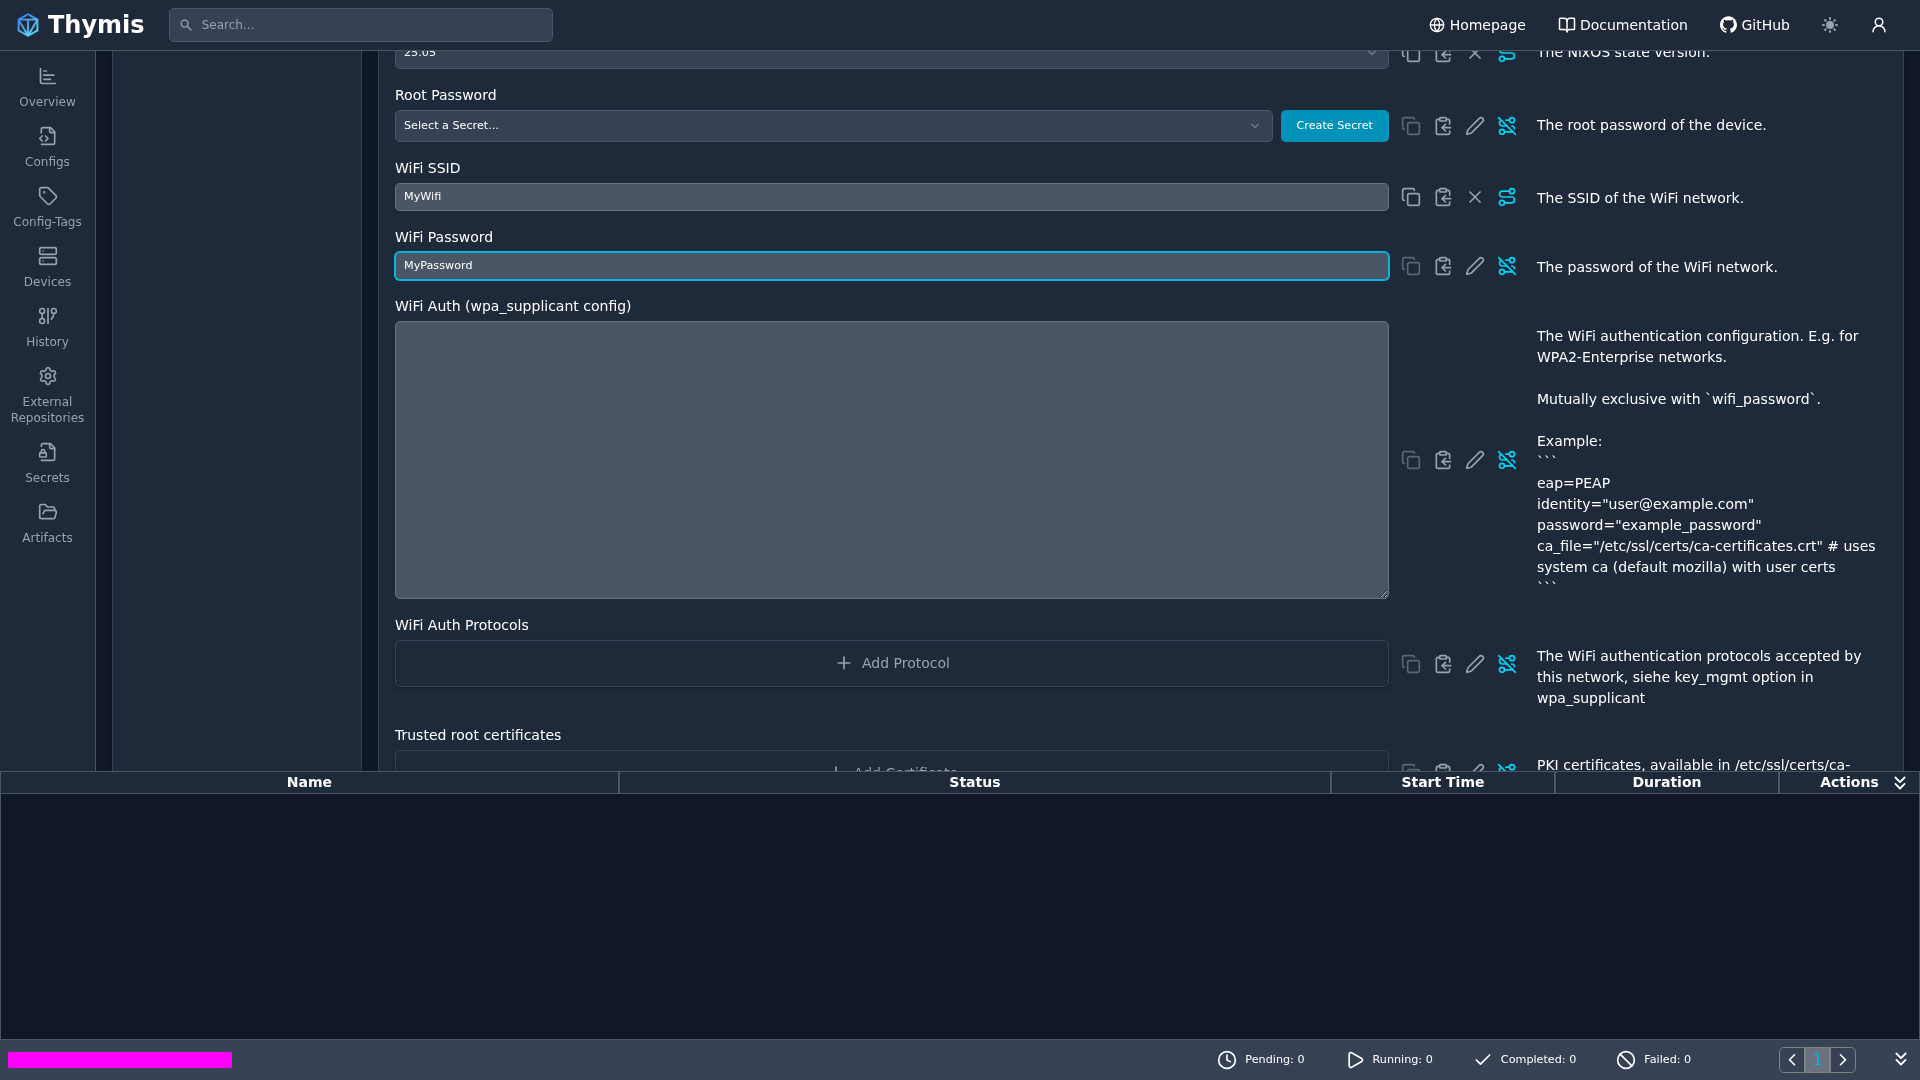 Thymis
Search...
Homepage
Documentation
GitHub
Overview
Configs
Config-Tags
Devices
History
External
Repositories
Secrets
Artifacts
25.05
The NixOS state version.
Root Password
Select a Secret...
Create Secret
The root password of the device.
WiFi SSID
MyWifi
The SSID of the WiFi network.
WiFi Password
MyPassword
The password of the WiFi network.
WiFi Auth (wpa_supplicant config)
The WiFi authentication configuration. E.g. for
WPA2-Enterprise networks.
Mutually exclusive with `wifi_password`.
Example:
```
eap=PEAP
identity="user@example.com"
password="example_password"
ca_file="/etc/ssl/certs/ca-certificates.crt" # uses
system ca (default mozilla) with user certs
```
WiFi Auth Protocols
Add Protocol
The WiFi authentication protocols accepted by
this network, siehe key_mgmt option in
wpa_supplicant
Trusted root certificates
Add Certificate
PKI certificates, available in /etc/ssl/certs/ca-
Name
Status
Start Time
Duration
Actions
Pending: 0
Running: 0
Completed: 0
Failed: 0
1